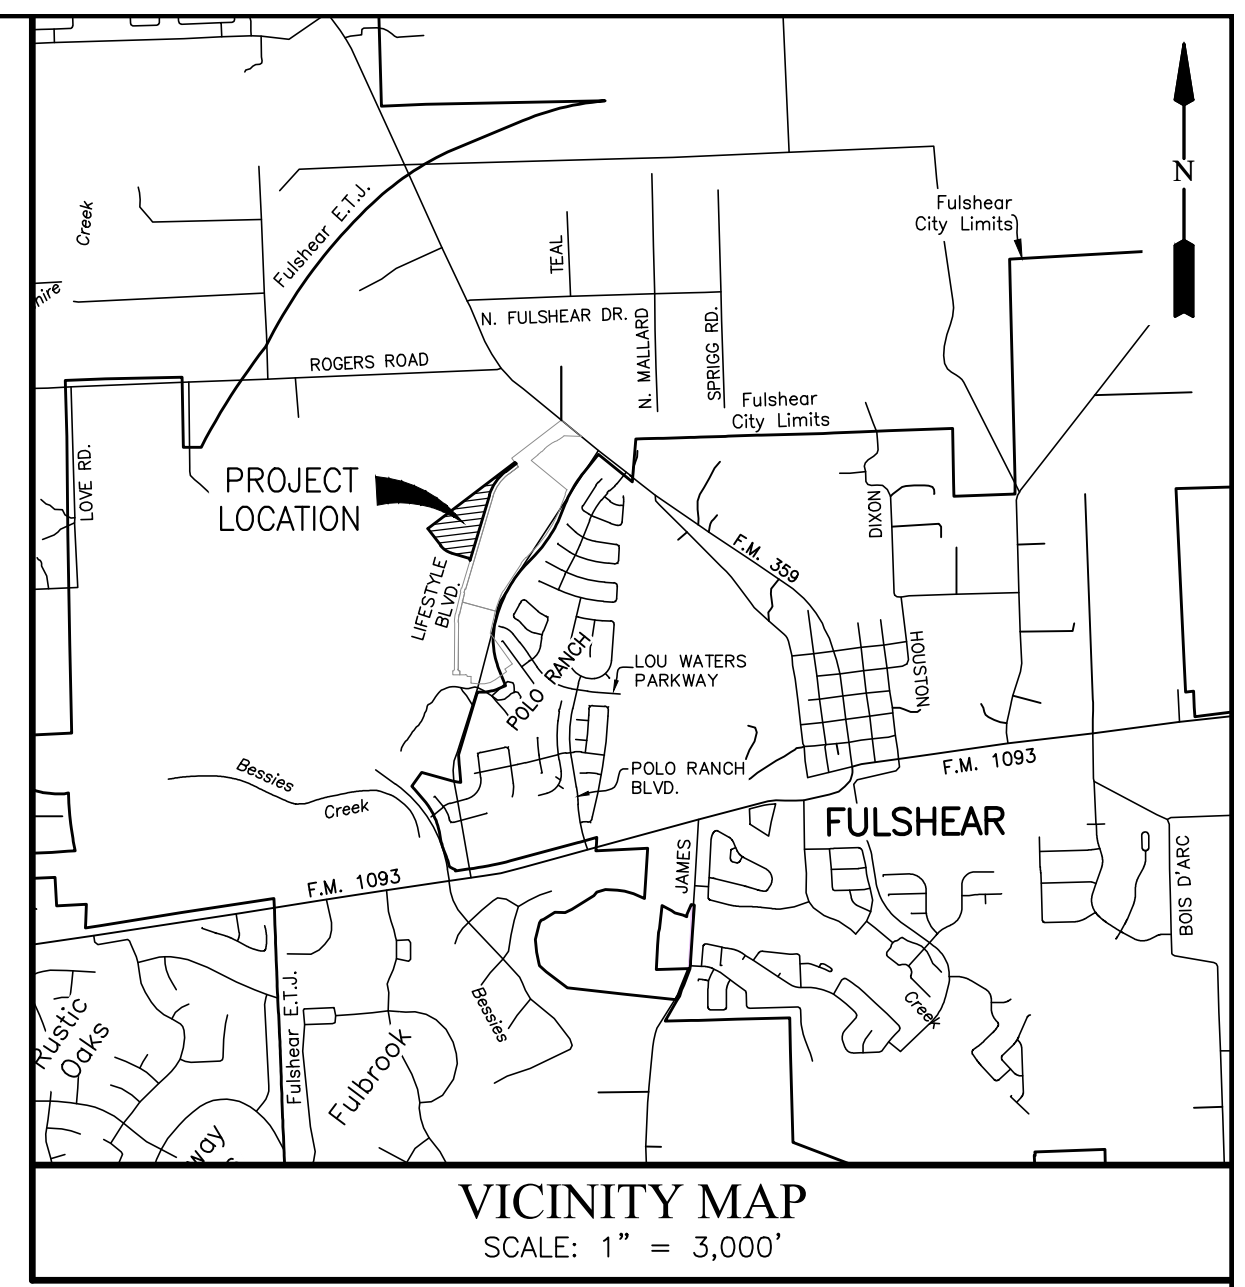 Creek
Fulshear E.T.J.
N
Fulshear
City Limits
TEAL
N. FULSHEAR DR.
N. MALLARD
SPRIGG RD.
ROGERS ROAD
Fulshear
City Limits
LOVE RD.
PROJECT
LOCATION
DIXON
F.M. 359
LIFESTYLE
BLVD.
HOUSTON
POLO RANCH
LOU WATERS
PARKWAY
F.M. 1093
Bessies
Creek
POLO RANCH
BLVD.
FULSHEAR
JAMES
BOIS D'ARC
F.M. 1093
Fulshear E.T.J.
Bessies
Creek
Rustic
Oaks
Fulbrook
way
VICINITY MAP
SCALE: 1" = 3,000'